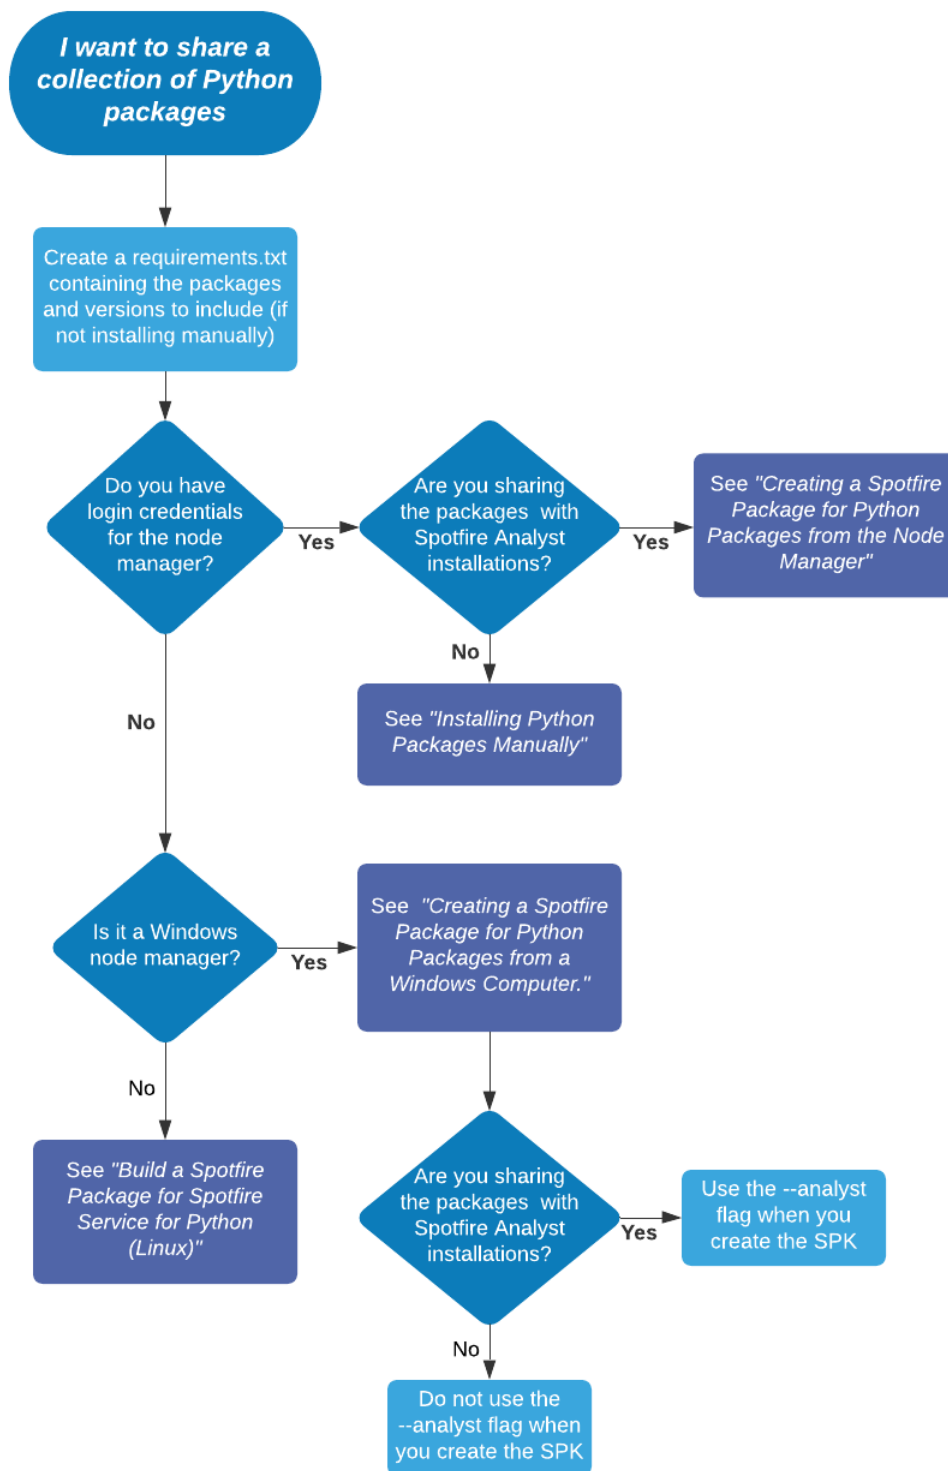 I want to share a
collection of Python
packages
Create a requirements.txt
containing the packages
and versions to include (if
not installing manually)
Do you have
login credentials
for the node
manager?
Yes
Are you sharing
the packages with
Spotfire Analyst
installations?
Yes
See "Creating a Spotfire
Package for Python
Packages from the Node
Manager"
No
See "Installing Python
Packages Manually"
No
Is it a Windows
node manager?
Yes
See "Creating a Spotfire
Package for Python
Packages from a
Windows Computer."
No
See "Build a Spotfire
Package for Spotfire
Service for Python
(Linux)"
Are you sharing
the packages with
Spotfire Analyst
installations?
Yes
Use the --analyst
flag when you
create the SPK
No
Do not use the
--analyst flag when
you create the SPK